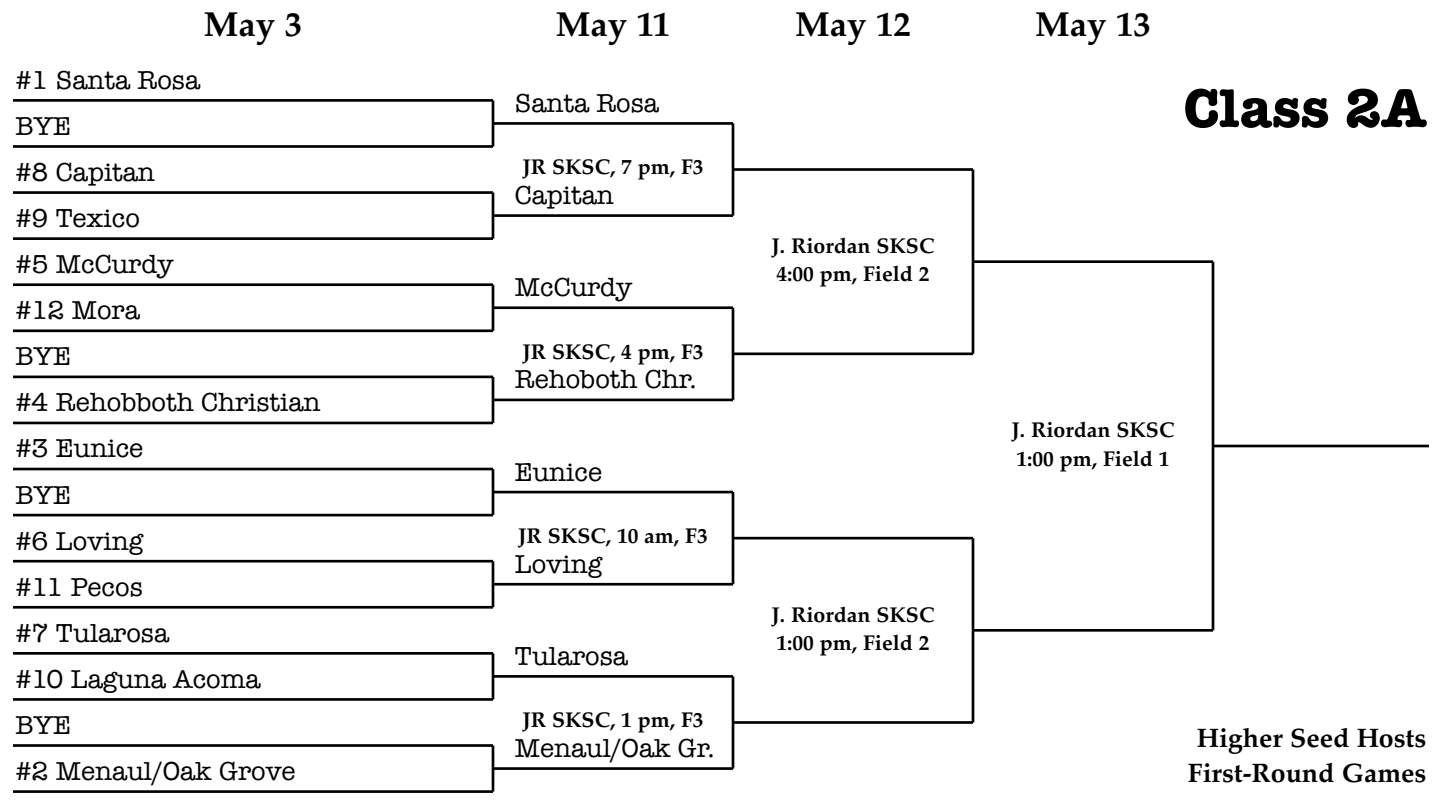 May 3
May 11
May 12
May 13
Class 2A
#1 Santa Rosa
BYE
#8 Capitan
#9 Texico
#5 McCurdy
#12 Mora
BYE
#4 Rehobboth Christian
#3 Eunice
BYE
#6 Loving
#11 Pecos
#7 Tularosa
#10 Laguna Acoma
BYE
#2 Menaul/Oak Grove
Santa Rosa
JR SKSC, 7 pm, F3
Capitan
McCurdy
JR SKSC, 4 pm, F3
Rehoboth Chr.
Eunice
JR SKSC, 10 am, F3
Loving
Tularosa
JR SKSC, 1 pm, F3
Menaul/Oak Gr.
J. Riordan SKSC
4:00 pm, Field 2
J. Riordan SKSC
1:00 pm, Field 2
J. Riordan SKSC
1:00 pm, Field 1
Higher Seed Hosts
First-Round Games